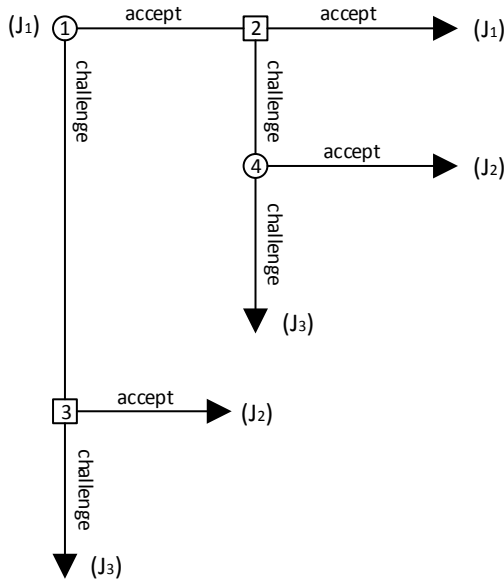 (J1) 1 accept 2 accept (J1)
challenge
challenge
4 accept (J2)
challenge
(J3)
3 accept (J2)
challenge
(J3)